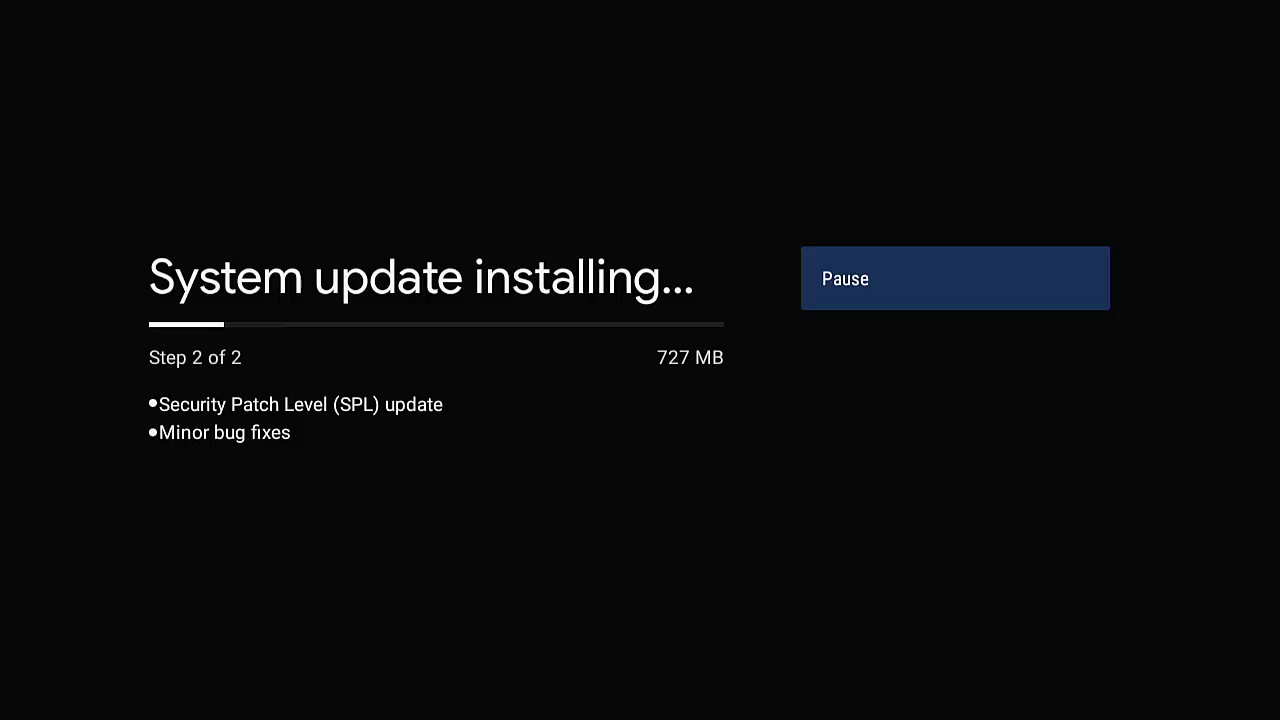 System update installing...
Pause
Step 2 of 2
727 MB
•Security Patch Level (SPL) update
•Minor bug fixes